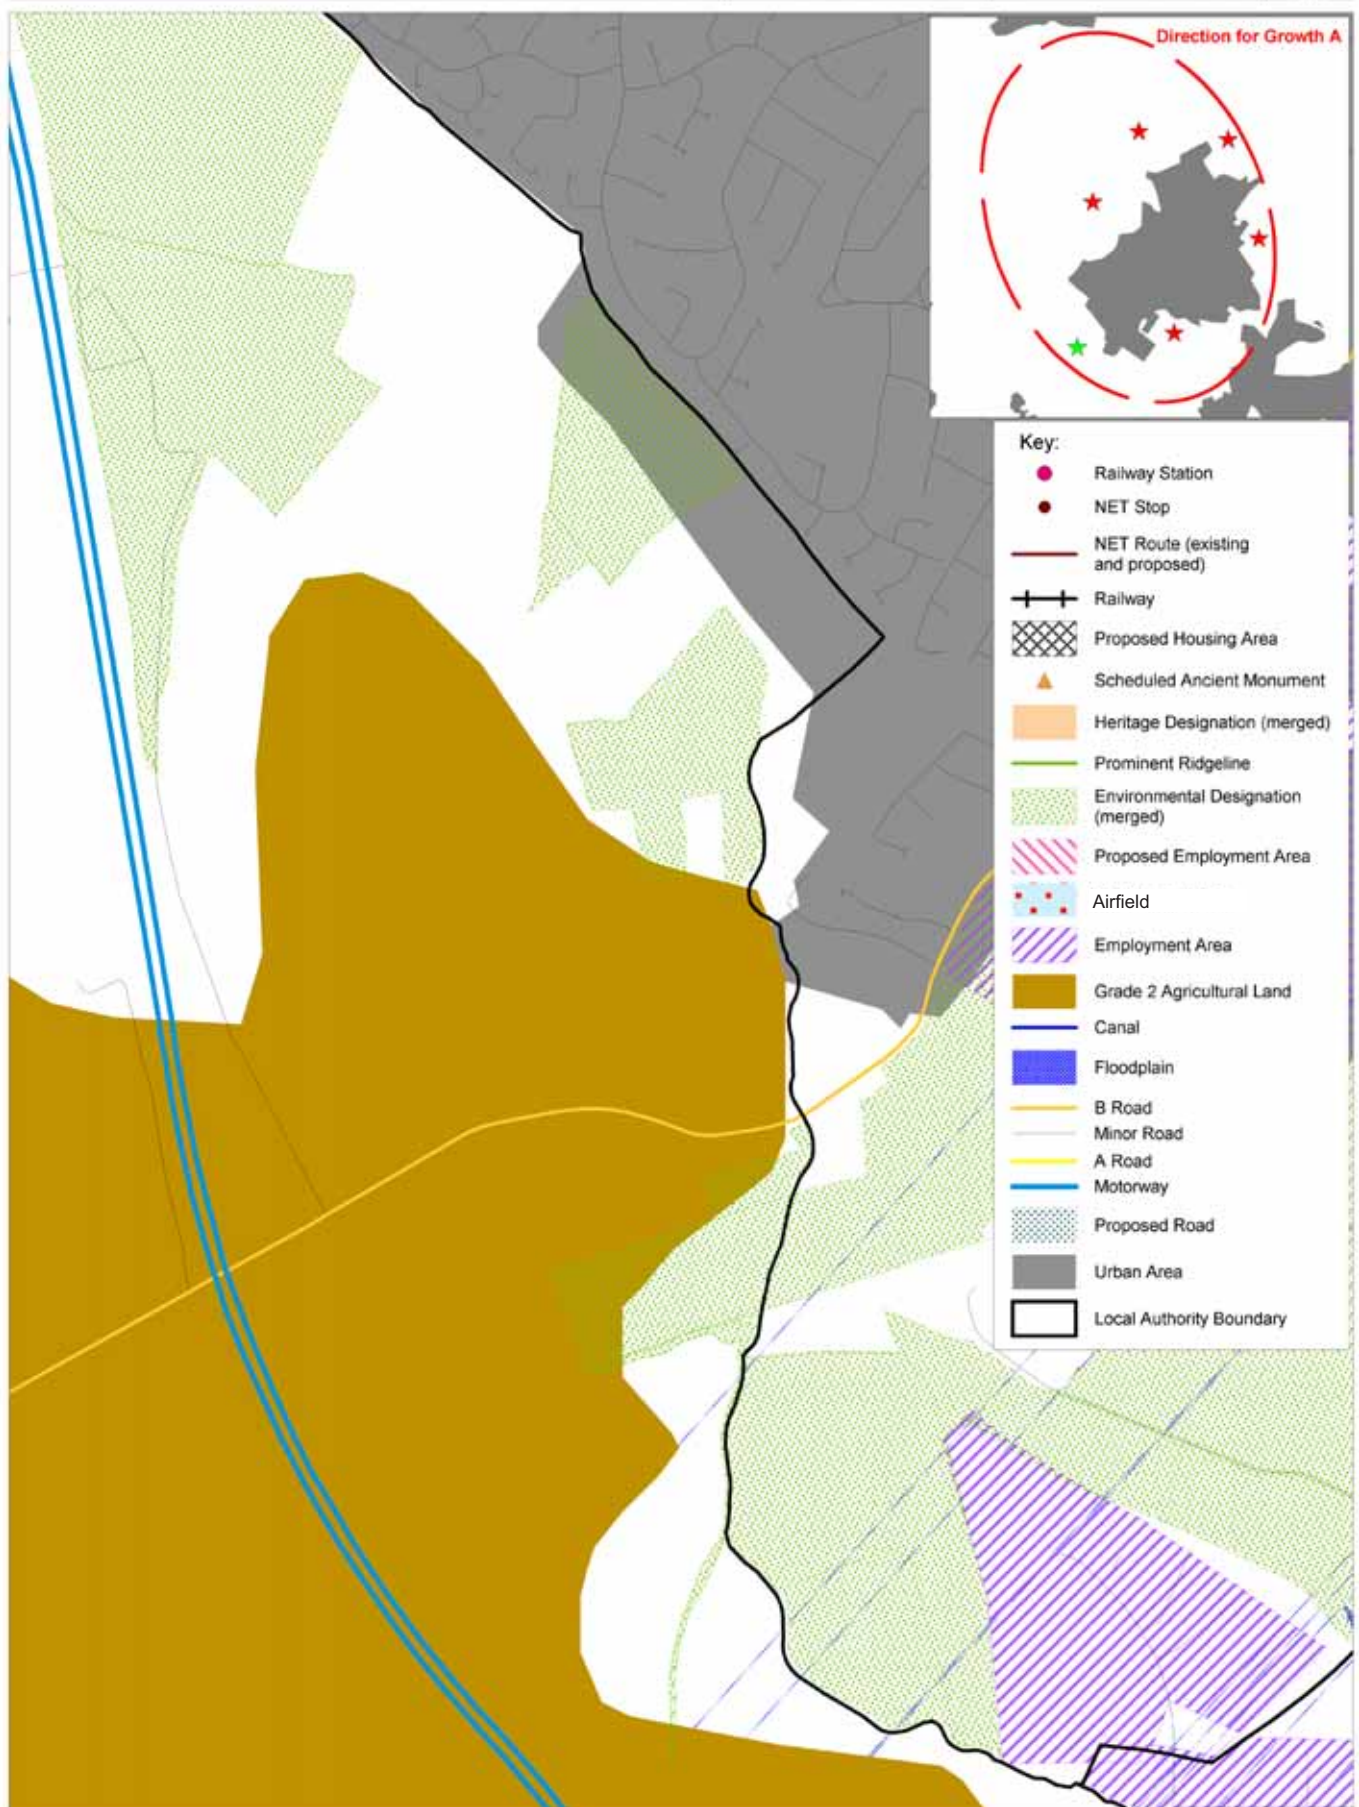 Direction for Growth A
Key:
Railway Station
NET Stop
NET Route (existing
and proposed)
Railway
Proposed Housing Area
Scheduled Ancient Monument
Heritage Designation (merged)
Prominent Ridgeline
Environmental Designation
(merged)
Proposed Employment Area
Airfield
Employment Area
Grade 2 Agricultural Land
Canal
Floodplain
B Road
Minor Road
A Road
Motorway
Proposed Road
Urban Area
Local Authority Boundary